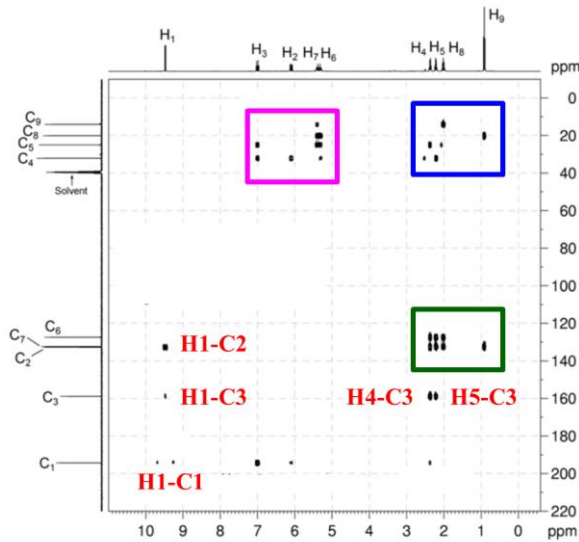 H9
H1
H3 H2 H7 H6 H4 H5 H8
ppm
C9
C8
C5
C4
Solvent
C6
C7
C2
C3
C1
H1-C2
H1-C3
H4-C3 H5-C3
H1-C1
0
20
40
60
80
100
120
140
160
180
200
220
10 9 8 7 6 5 4 3 2 1 0 ppm